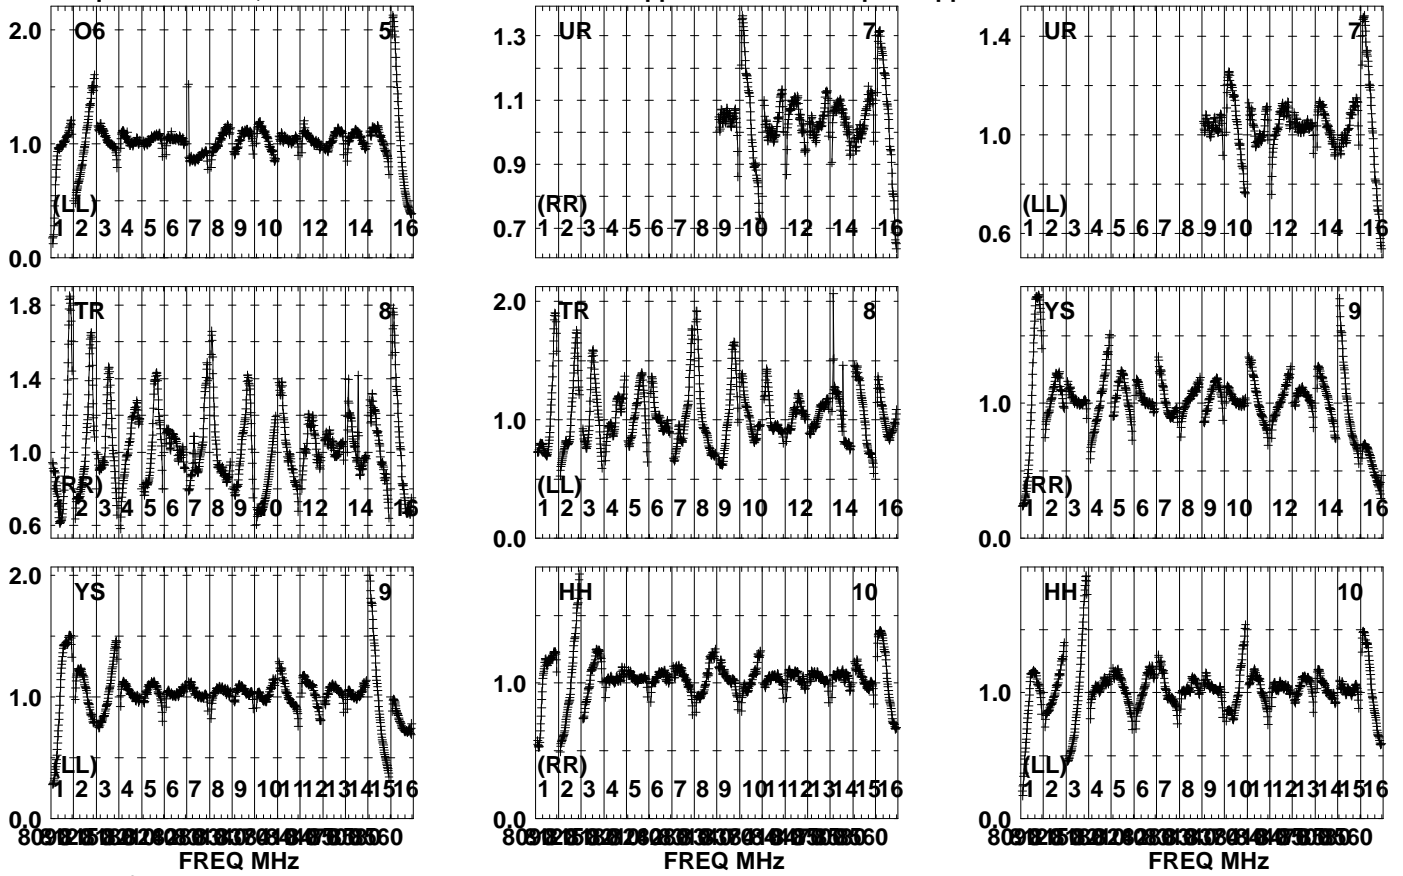 2.0 O6 5
1.0
(LL)
1 2 3 4 5 6 7 8 9 10 12 14 16
0.0
1.3 UR 7
1.1
0.9
(RR)
0.7 1 2 3 4 5 6 7 8 9 10 12 14 16
1.4 UR 7
1.0
(LL)
0.6 1 2 3 4 5 6 7 8 9 10 12 14 16
1.8 TR 8
1.4
1.0
(RR)
0.6 1 2 3 4 5 6 7 8 9 10 12 14 16
2.0 TR 8
1.0
(LL)
1 2 3 4 5 6 7 8 9 10 12 14 16
0.0
YS 9
1.0
(RR)
1 2 3 4 5 6 7 8 9 10 12 14 16
0.0
2.0 YS 9
1.0
(LL)
1 2 3 4 5 6 7 8 9 10 11 12 13 14 15 16
0.0
FREQ MHz
HH 10
1.0
(RR)
1 2 3 4 5 6 7 8 9 10 11 12 13 14 15 16
0.0
FREQ MHz
HH 10
1.0
(LL)
1 2 3 4 5 6 7 8 9 10 11 12 13 14 15 16
0.0
FREQ MHz